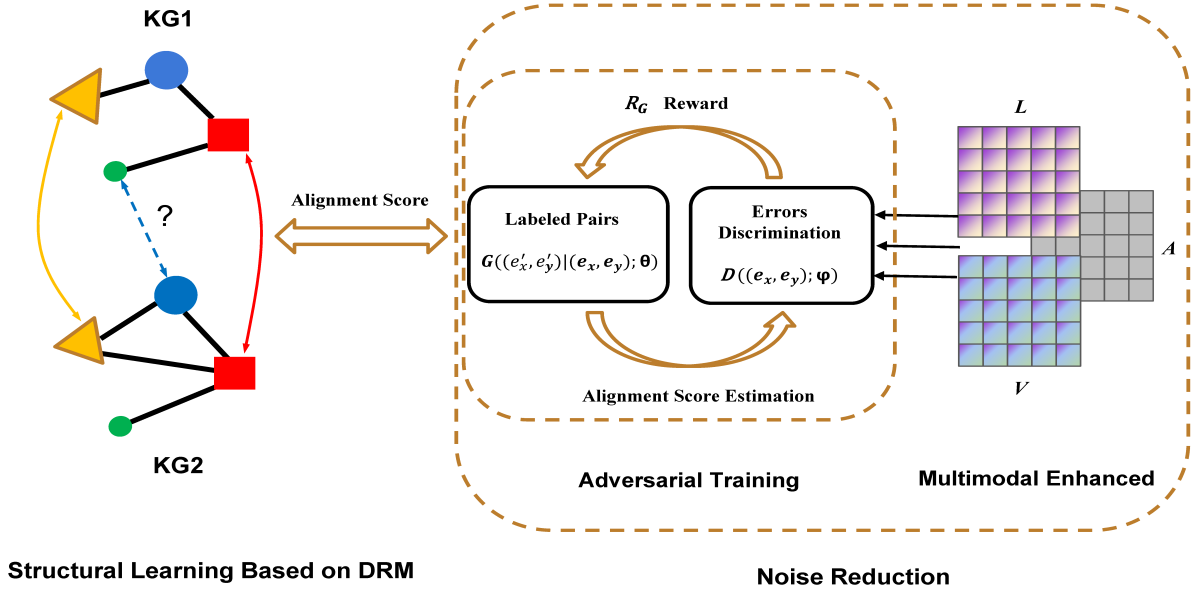 KG1
?
KG2
Structural Learning Based on DRM
Alignment Score
R_G Reward
Labeled Pairs
G((e'_x, e'_y)|(e_x, e_y); θ)
Errors
Discrimination
D((e_x, e_y); φ)
Alignment Score Estimation
Adversarial Training
L
A
V
Multimodal Enhanced
Noise Reduction